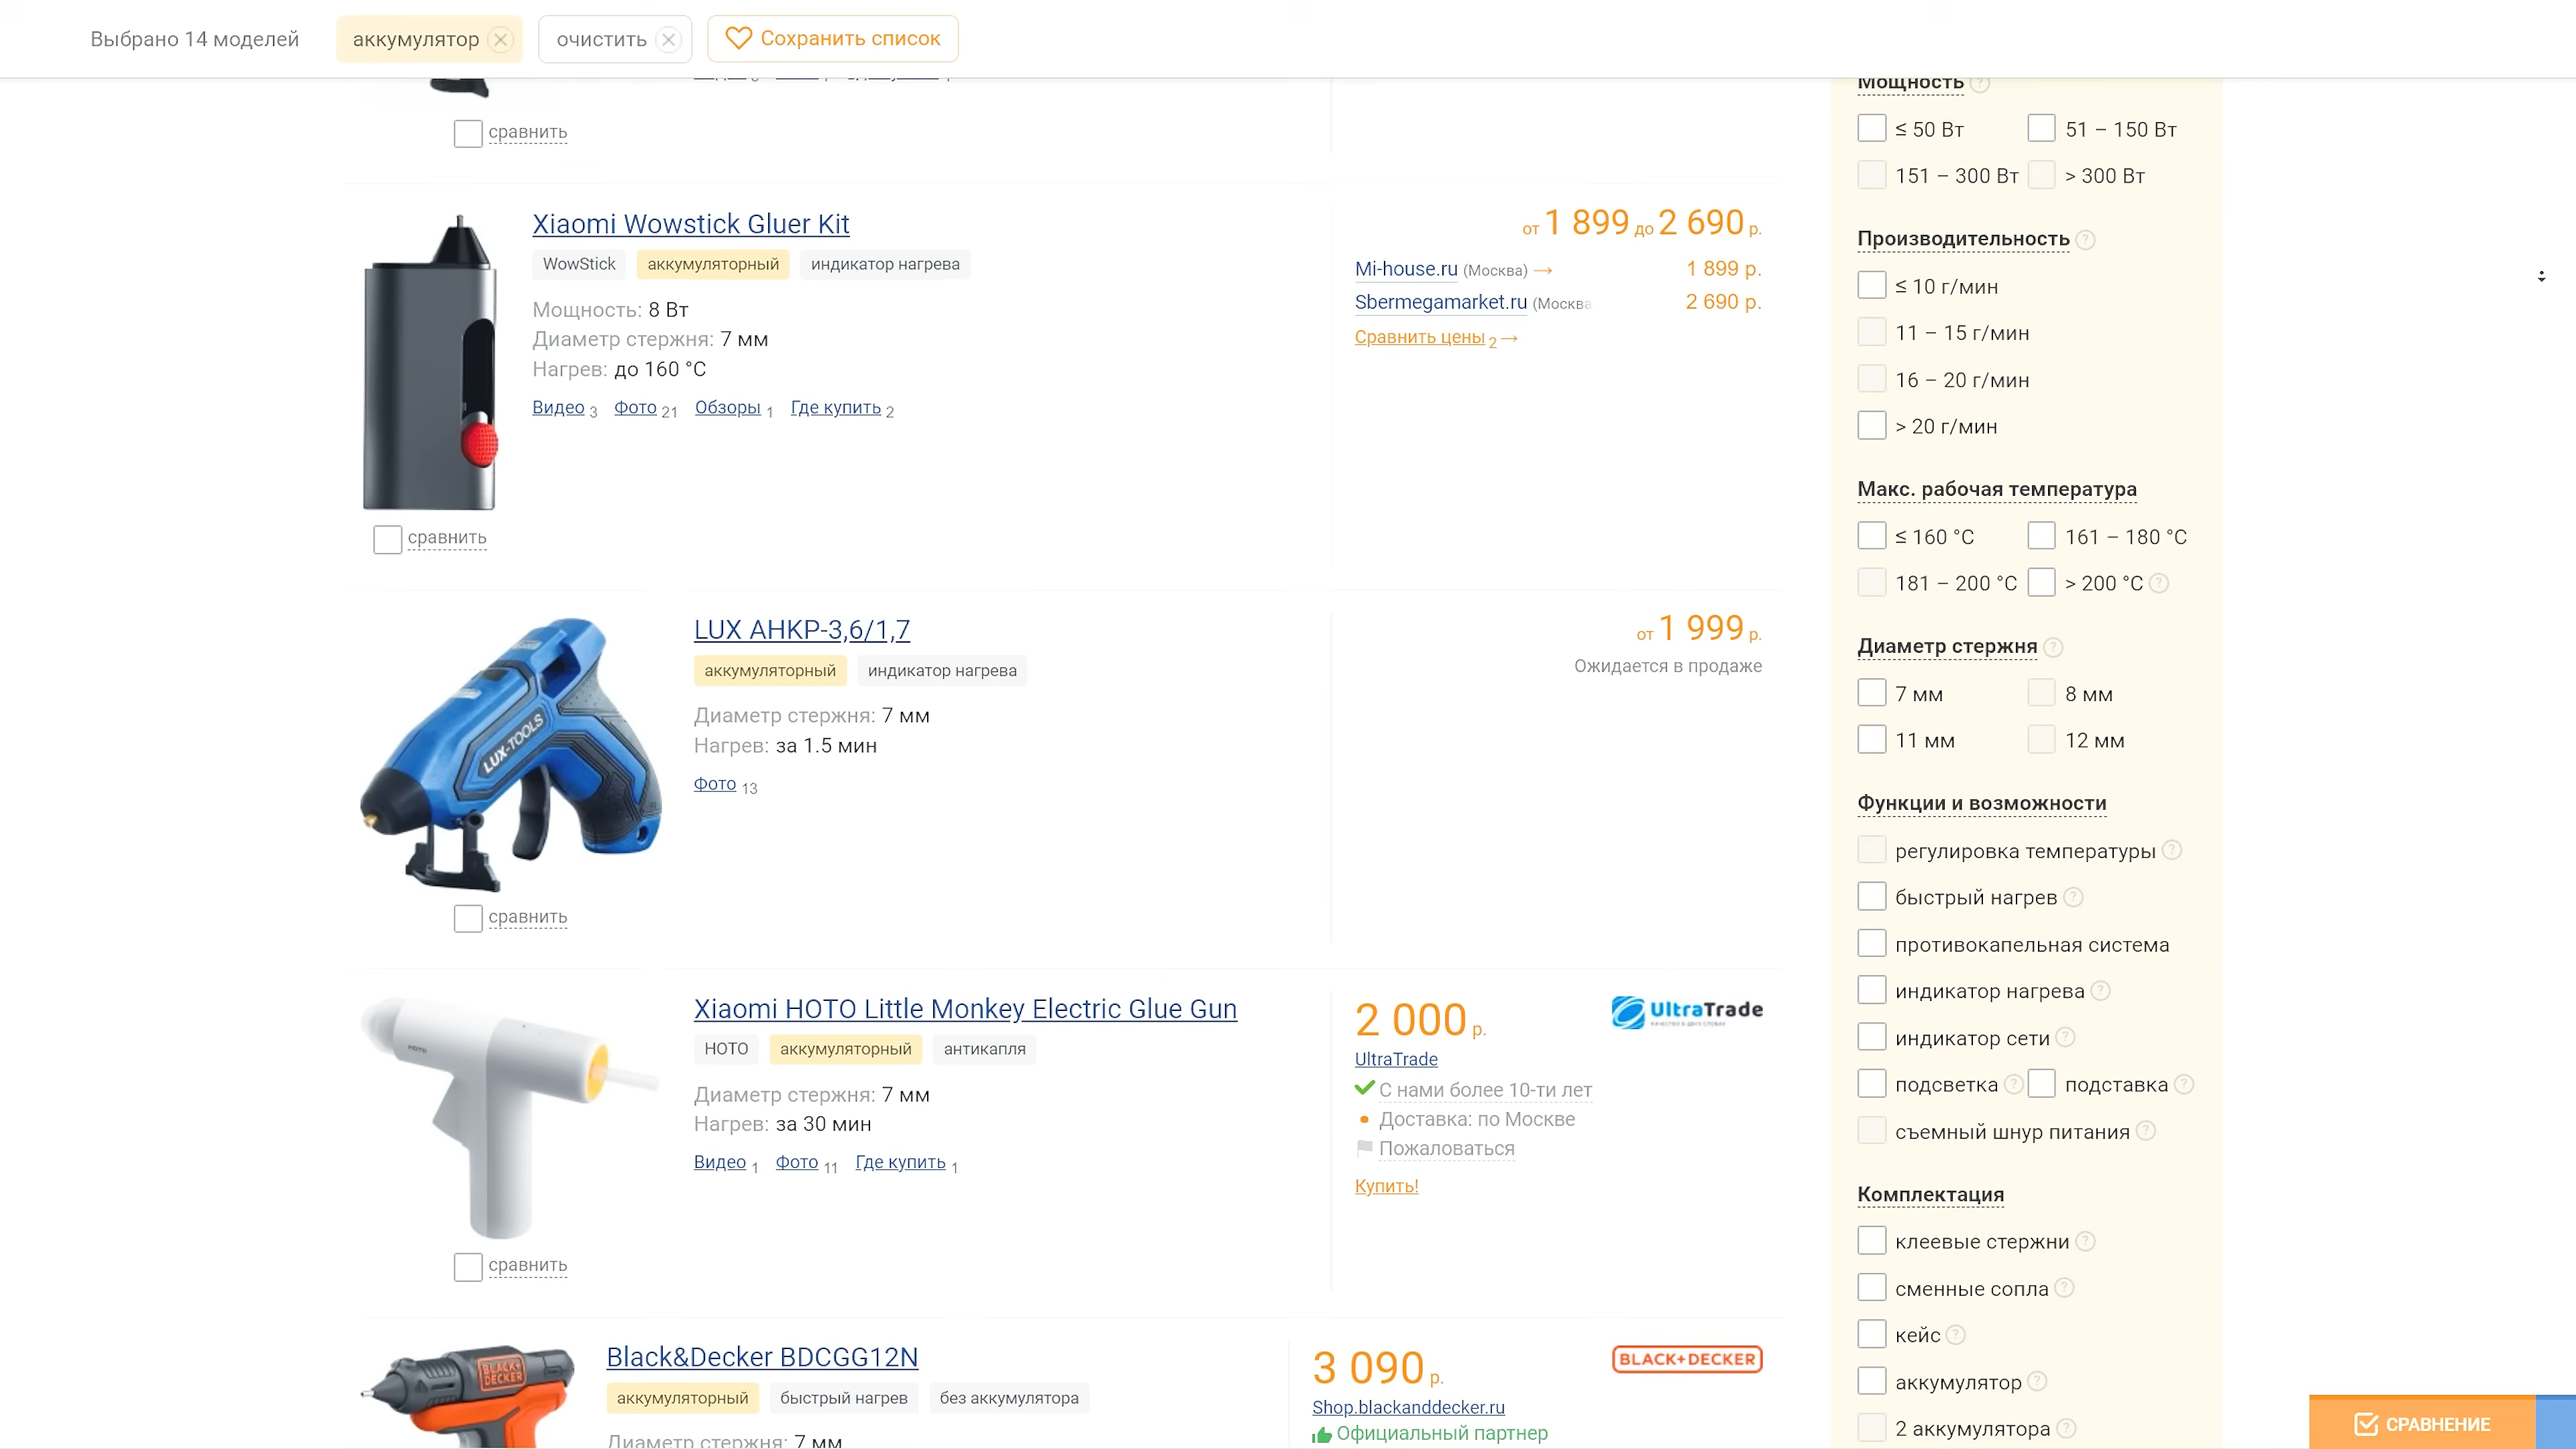 Выбрано 14 моделей
аккумулятор
очистить
Сохранить список
сравнить
Xiaomi Wowstick Gluer Kit
WowStick аккумуляторный индикатор нагрева
Мощность: 8 Вт
Диаметр стержня: 7 мм
Нагрев: до 160 °C
Видео 3 Фото 21 Обзоры 1 Где купить 2
сравнить
от 1 899 до 2 690 р.
Mi-house.ru (Москва) → 1 899 р.
Sbermegamarket.ru (Москва 2 690 р.
Сравнить цены 2 →
LUX AHKP-3,6/1,7
аккумуляторный индикатор нагрева
Диаметр стержня: 7 мм
Нагрев: за 1.5 мин
Фото 13
LUX-TOOLS
сравнить
от 1 999 р.
Ожидается в продаже
Xiaomi HOTO Little Monkey Electric Glue Gun
HOTO аккумуляторный антикапля
Диаметр стержня: 7 мм
Нагрев: за 30 мин
Видео 1 Фото 11 Где купить 1
HOTO
сравнить
2 000 р.
UltraTrade
UltraTrade
С нами более 10-ти лет
Доставка: по Москве
Пожаловаться
Купить!
Black&Decker BDCGG12N
аккумуляторный быстрый нагрев без аккумулятора
Диаметр стержня: 7 мм
BLACK+
DECKER
3 090 р.
BLACK+DECKER
Shop.blackanddecker.ru
Официальный партнер
Мощность
≤ 50 Вт 51 – 150 Вт
151 – 300 Вт > 300 Вт
Производительность
≤ 10 г/мин
11 – 15 г/мин
16 – 20 г/мин
> 20 г/мин
Макс. рабочая температура
≤ 160 °C 161 – 180 °C
181 – 200 °C > 200 °C
Диаметр стержня
7 мм 8 мм
11 мм 12 мм
Функции и возможности
регулировка температуры
быстрый нагрев
противокапельная система
индикатор нагрева
индикатор сети
подсветка подставка
съемный шнур питания
Комплектация
клеевые стержни
сменные сопла
кейс
аккумулятор
2 аккумулятора
СРАВНЕНИЕ